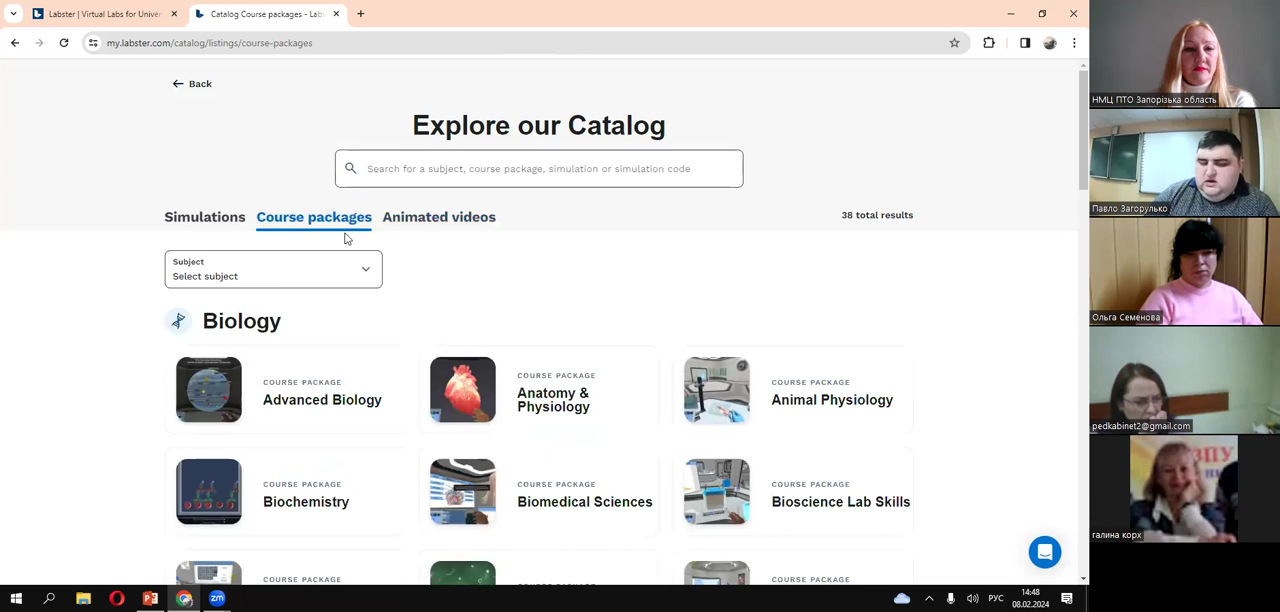 Labster | Virtual Labs for Univer
Catalog Course packages - Lab
my.labster.com/catalog/listings/course-packages
Back
Explore our Catalog
Search for a subject, course package, simulation or simulation code
Simulations
Course packages
Animated videos
38 total results
Subject
Select subject
Biology
COURSE PACKAGE
Advanced Biology
COURSE PACKAGE
Anatomy &
Physiology
COURSE PACKAGE
Animal Physiology
COURSE PACKAGE
Biochemistry
COURSE PACKAGE
Biomedical Sciences
COURSE PACKAGE
Bioscience Lab Skills
COURSE PACKAGE
COURSE PACKAGE
COURSE PACKAGE
НМЦ ПТО Запорізька область
Павло Загорулько
Ольга Семенова
pedkabinet2@gmail.com
ЗПУ
галина корх
zm
РУС
14:48
08.02.2024